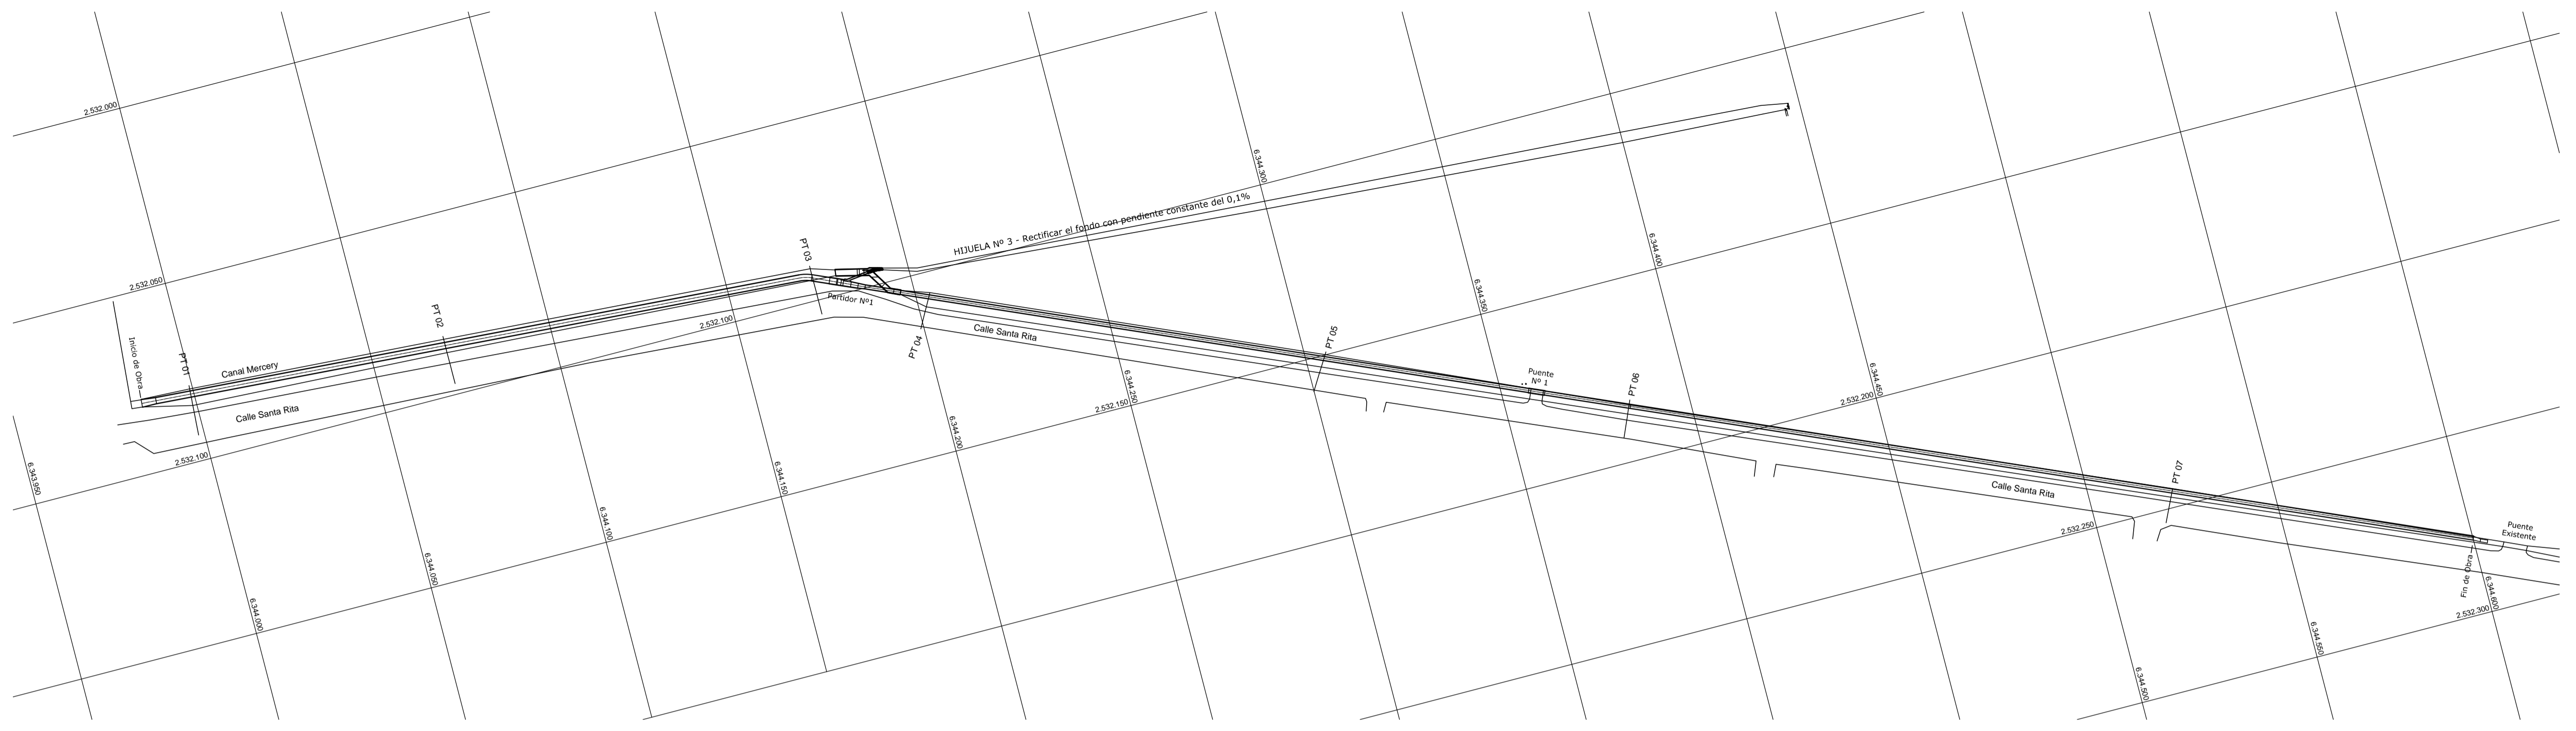 2.532.000
2.532.050
2.532.100
2.532.100
2.532.150
2.532.200
2.532.250
2.532.300
6.343.950
6.344.000
6.344.050
6.344.100
6.344.150
6.344.200
6.344.250
6.344.300
6.344.350
6.344.400
6.344.450
6.344.500
6.344.550
6.344.600
Inicio de Obra
PT 01
PT 02
PT 03
PT 04
PT 05
PT 06
PT 07
Canal Mercery
Calle Santa Rita
Partidor Nº1
HIJUELA Nº 3 - Rectificar el fondo con pendiente constante del 0,1%
Calle Santa Rita
Puente
Nº 1
Calle Santa Rita
Puente
Existente
Fin de Obra